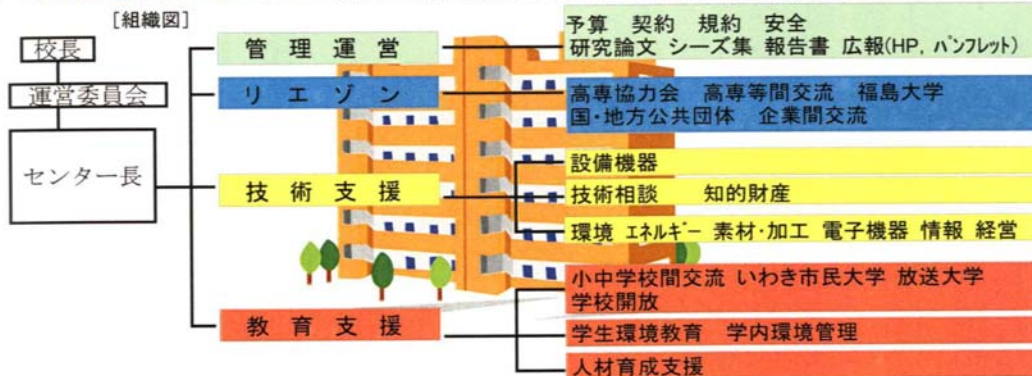 [組織図]
校長
運営委員会
センター長
管理運営
予算 契約 規約 安全
研究論文 シーズ集 報告書 広報(HP, パンフレット)
リエゾン
高専協力会 高専等間交流 福島大学
国・地方公共団体 企業間交流
技術支援
設備機器
技術相談 知的財産
環境 エネルギー 素材・加工 電子機器 情報 経営
教育支援
小中学校間交流 いわき市民大学 放送大学
学校開放
学生環境教育 学内環境管理
人材育成支援